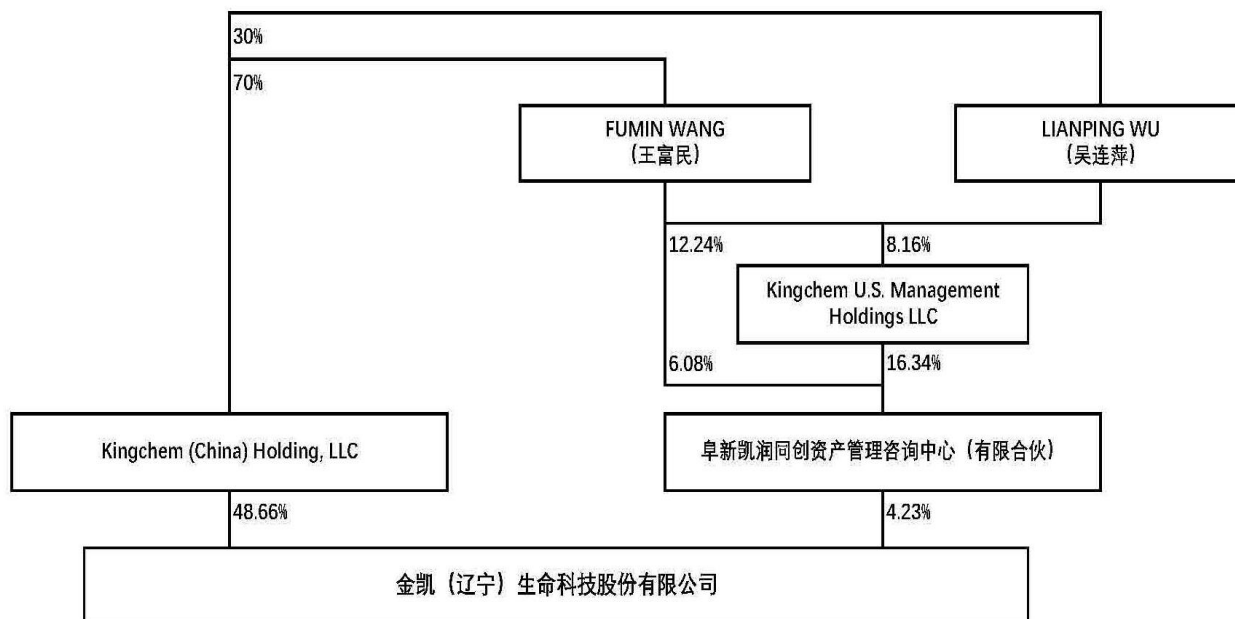 30%
70%
FUMIN WANG
（王富民）
LIANPING WU
（吴连萍）
12.24%
8.16%
Kingchem U.S. Management
Holdings LLC
6.08%
16.34%
Kingchem (China) Holding, LLC
阜新凯润同创资产管理咨询中心（有限合伙）
48.66%
4.23%
金凯（辽宁）生命科技股份有限公司